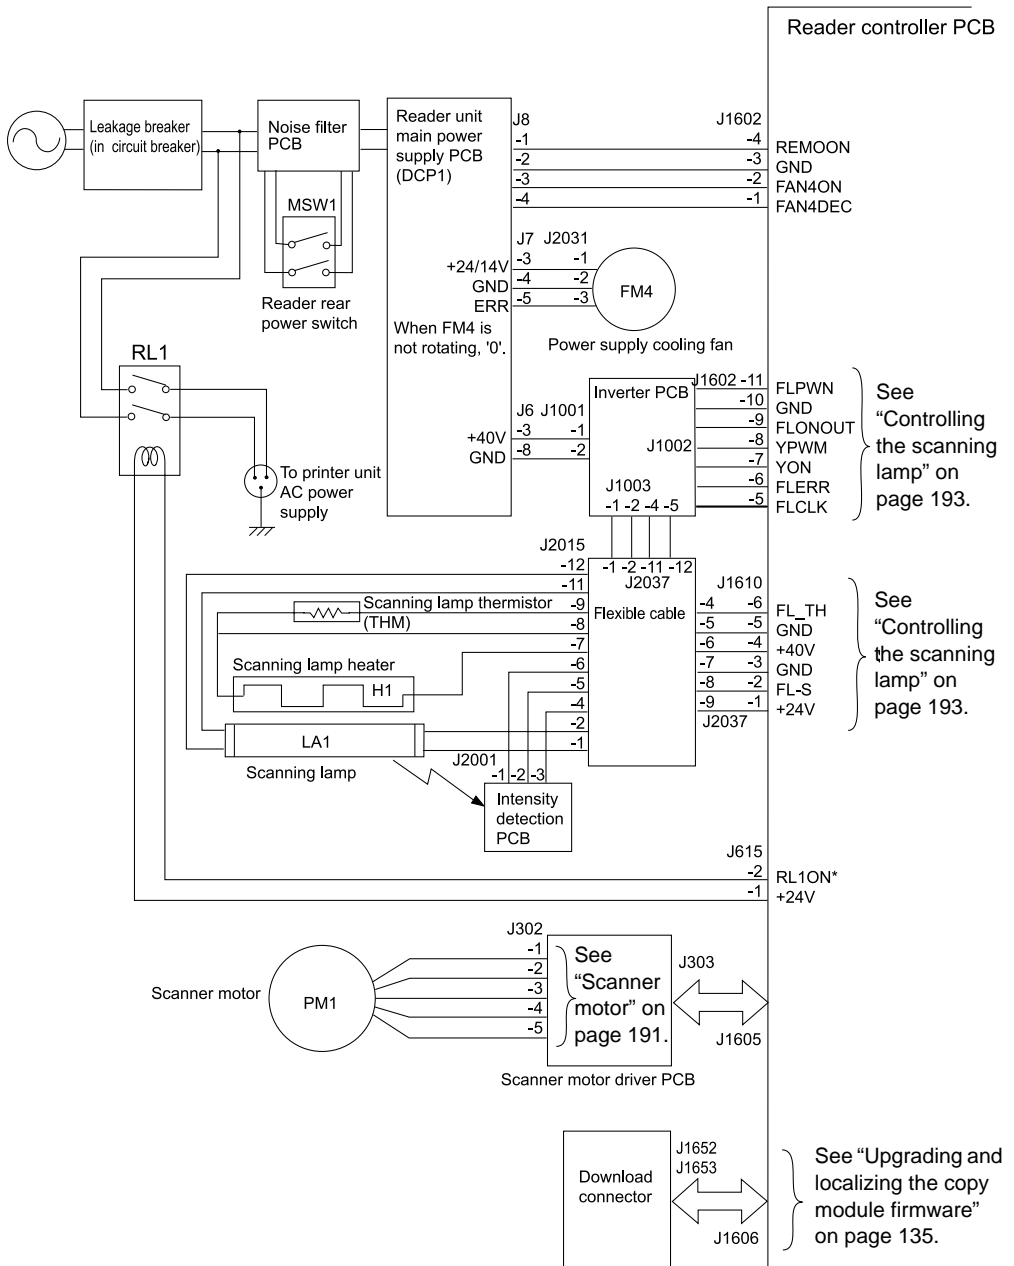 Reader controller PCB
Leakage breaker
(in circuit breaker)
Noise filter
PCB
MSW1
Reader rear
power switch
Reader unit
main power
supply PCB
(DCP1)
J8
-1
-2
-3
-4
J1602
-4
-3
-2
-1
REMOON
GND
FAN4ON
FAN4DEC
J7 J2031
+24/14V -3 -1
GND -4 -2
ERR -5 -3
FM4
When FM4 is
not rotating, '0'.
Power supply cooling fan
RL1
To printer unit
AC power
supply
J6 J1001
+40V -3 -1
GND -8 -2
Inverter PCB
J1002
J1003
-1 -2 -4 -5
J1602 -11 FLPWN
-10 GND
-9 FLONOUT
-8 YPWM
-7 YON
-6 FLERR
-5 FLCLK
See
“Controlling
the scanning
lamp” on
page 193.
J2015
-12
-11
-9
-8
-7
-6
-5
-4
-2
-1
-1 -2 -11 -12
J2037
Flexible cable
J1610
-4 -6 FL_TH
-5 -5 GND
-6 -4 +40V
-7 -3 GND
-8 -2 FL-S
-9 -1 +24V
J2037
See
“Controlling
the scanning
lamp” on
page 193.
Scanning lamp thermistor
(THM)
Scanning lamp heater
H1
LA1
Scanning lamp
J2001
-1 -2 -3
Intensity
detection
PCB
J615
-2 RL1ON*
-1 +24V
J302
-1
-2
-3
-4
-5
Scanner motor
PM1
See
“Scanner
motor” on
page 191.
J303
J1605
Scanner motor driver PCB
Download
connector
J1652
J1653
J1606
See “Upgrading and
localizing the copy
module firmware”
on page 135.